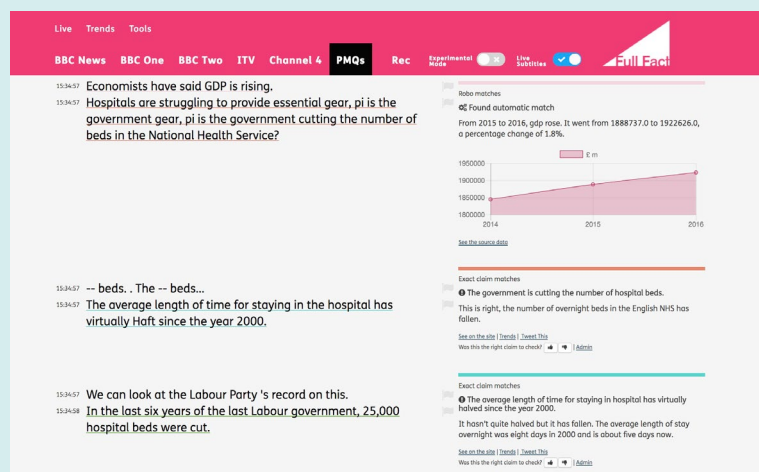 Live Trends Tools
BBC News BBC One BBC Two ITV Channel 4 PMQs Rec Experimental Mode Live Subtitles Full Fact
15:34:57 Economists have said GDP is rising.
15:34:57 Hospitals are struggling to provide essential gear, pi is the
government gear, pi is the government cutting the number of
beds in the National Health Service?
Robo matches
Found automatic match
From 2015 to 2016, gdp rose. It went from 1888737.0 to 1922626.0,
a percentage change of 1.8%.
£ m
1950000
1900000
1850000
1800000
2014 2015 2016
See the source data
15:34:57 -- beds. . The -- beds...
15:34:57 The average length of time for staying in the hospital has
virtually Haft since the year 2000.
Exact claim matches
The government is cutting the number of hospital beds.
This is right, the number of overnight beds in the English NHS has
fallen.
See on the site | Trends | Tweet This
Was this the right claim to check? | Admin
15:34:57 We can look at the Labour Party 's record on this.
15:34:58 In the last six years of the last Labour government, 25,000
hospital beds were cut.
Exact claim matches
The average length of time for staying in hospital has virtually
halved since the year 2000.
It hasn't quite halved but it has fallen. The average length of stay
overnight was eight days in 2000 and is about five days now.
See on the site | Trends | Tweet This
Was this the right claim to check? | Admin